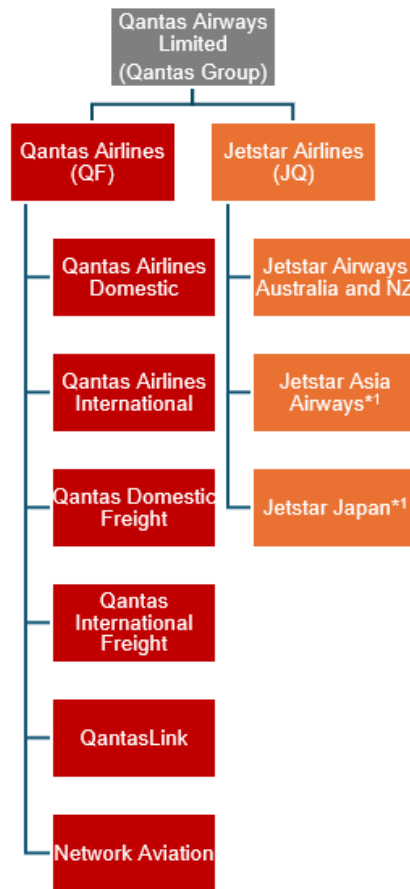 Qantas Airways
Limited
(Qantas Group)
Qantas Airlines
(QF)
Jetstar Airlines
(JQ)
Qantas Airlines
Domestic
Jetstar Airways
Australia and NZ
Qantas Airlines
International
Jetstar Asia
Airways*1
Qantas Domestic
Freight
Jetstar Japan*1
Qantas
International
Freight
QantasLink
Network Aviation